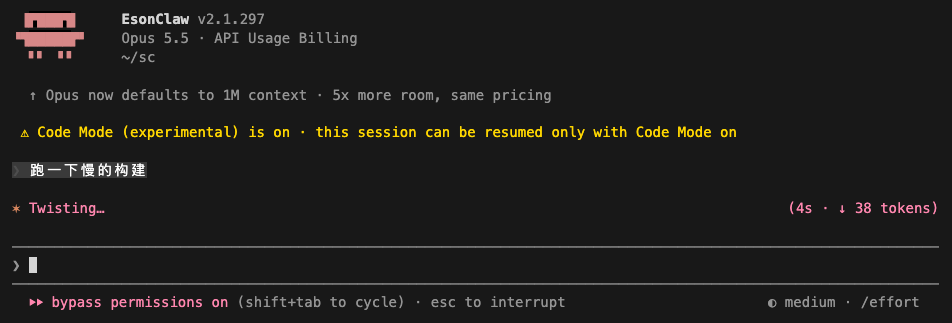 EsonClaw v2.1.297
Opus 5.5 · API Usage Billing
~/sc
↑ Opus now defaults to 1M context · 5x more room, same pricing
⚠ Code Mode (experimental) is on · this session can be resumed only with Code Mode on
❯ 跑一下慢的构建
✶ Twisting… (4s · ↓ 38 tokens)
❯
▶▶ bypass permissions on (shift+tab to cycle) · esc to interrupt ◐ medium · /effort